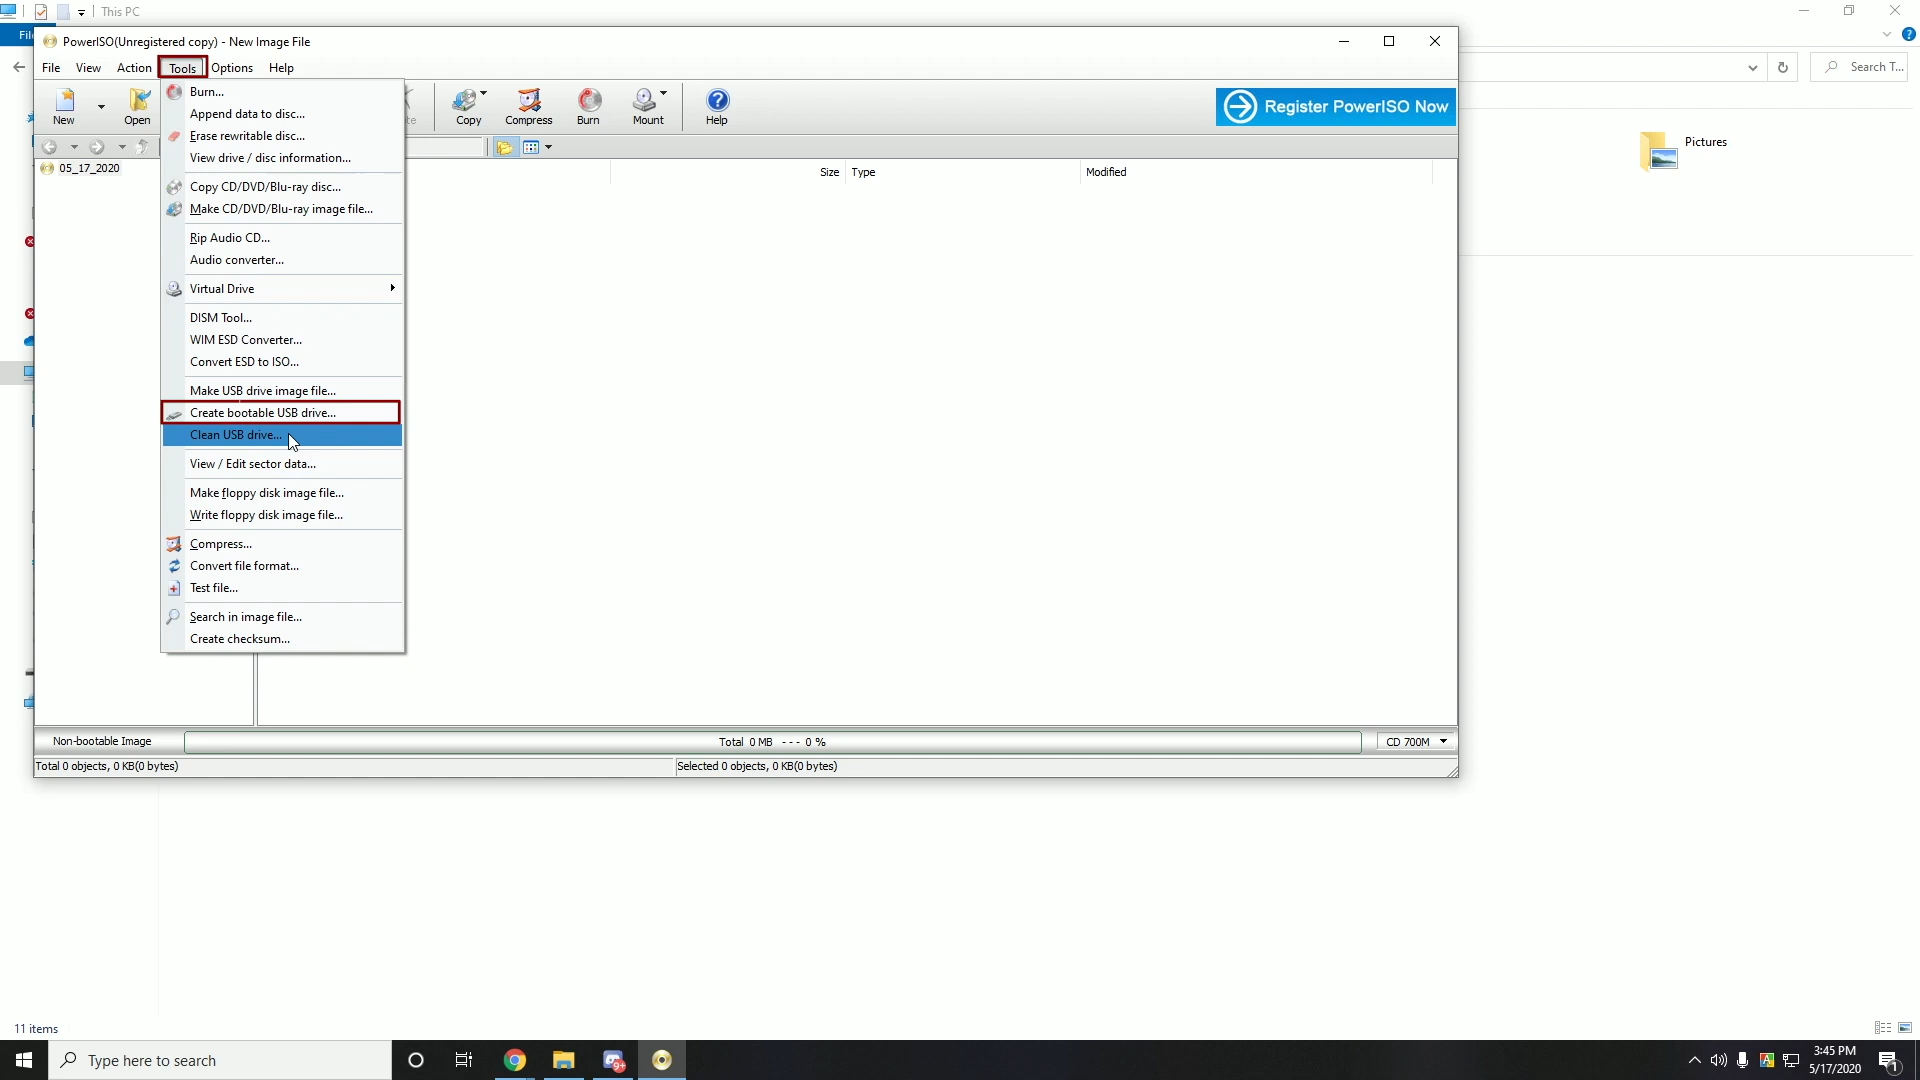 This PC
File
PowerISO(Unregistered copy) - New Image File
File View Action Tools Options Help
Search T...
New Open Copy Compress Burn Mount Help
Register PowerISO Now
05_17_2020
Size Type Modified
Pictures
Burn...
Append data to disc...
Erase rewritable disc...
View drive / disc information...
Copy CD/DVD/Blu-ray disc...
Make CD/DVD/Blu-ray image file...
Rip Audio CD...
Audio converter...
Virtual Drive
DISM Tool...
WIM ESD Converter...
Convert ESD to ISO...
Make USB drive image file...
Create bootable USB drive...
Clean USB drive...
View / Edit sector data...
Make floppy disk image file...
Write floppy disk image file...
Compress...
Convert file format...
Test file...
Search in image file...
Create checksum...
Non-bootable Image
Total 0 MB --- 0 %
CD 700M
Total 0 objects, 0 KB(0 bytes)
Selected 0 objects, 0 KB(0 bytes)
11 items
Type here to search
9+
A
3:45 PM
5/17/2020
1